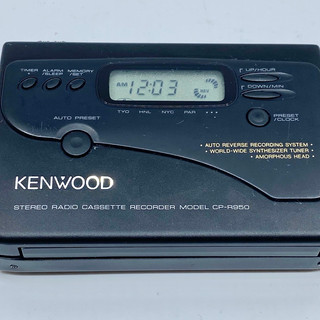 TIMER
ALARM
/SLEEP
MEMORY
/SET
AM 12:03
UP/HOUR
DOWN/MIN
TYO HNL NYC PAR
AUTO PRESET
PRESET
/CLOCK
• AUTO REVERSE RECORDING SYSTEM •
• WORLD-WIDE SYNTHESIZER TUNER •
• AMORPHOUS HEAD •
KENWOOD
STEREO RADIO CASSETTE RECORDER MODEL CP-R950